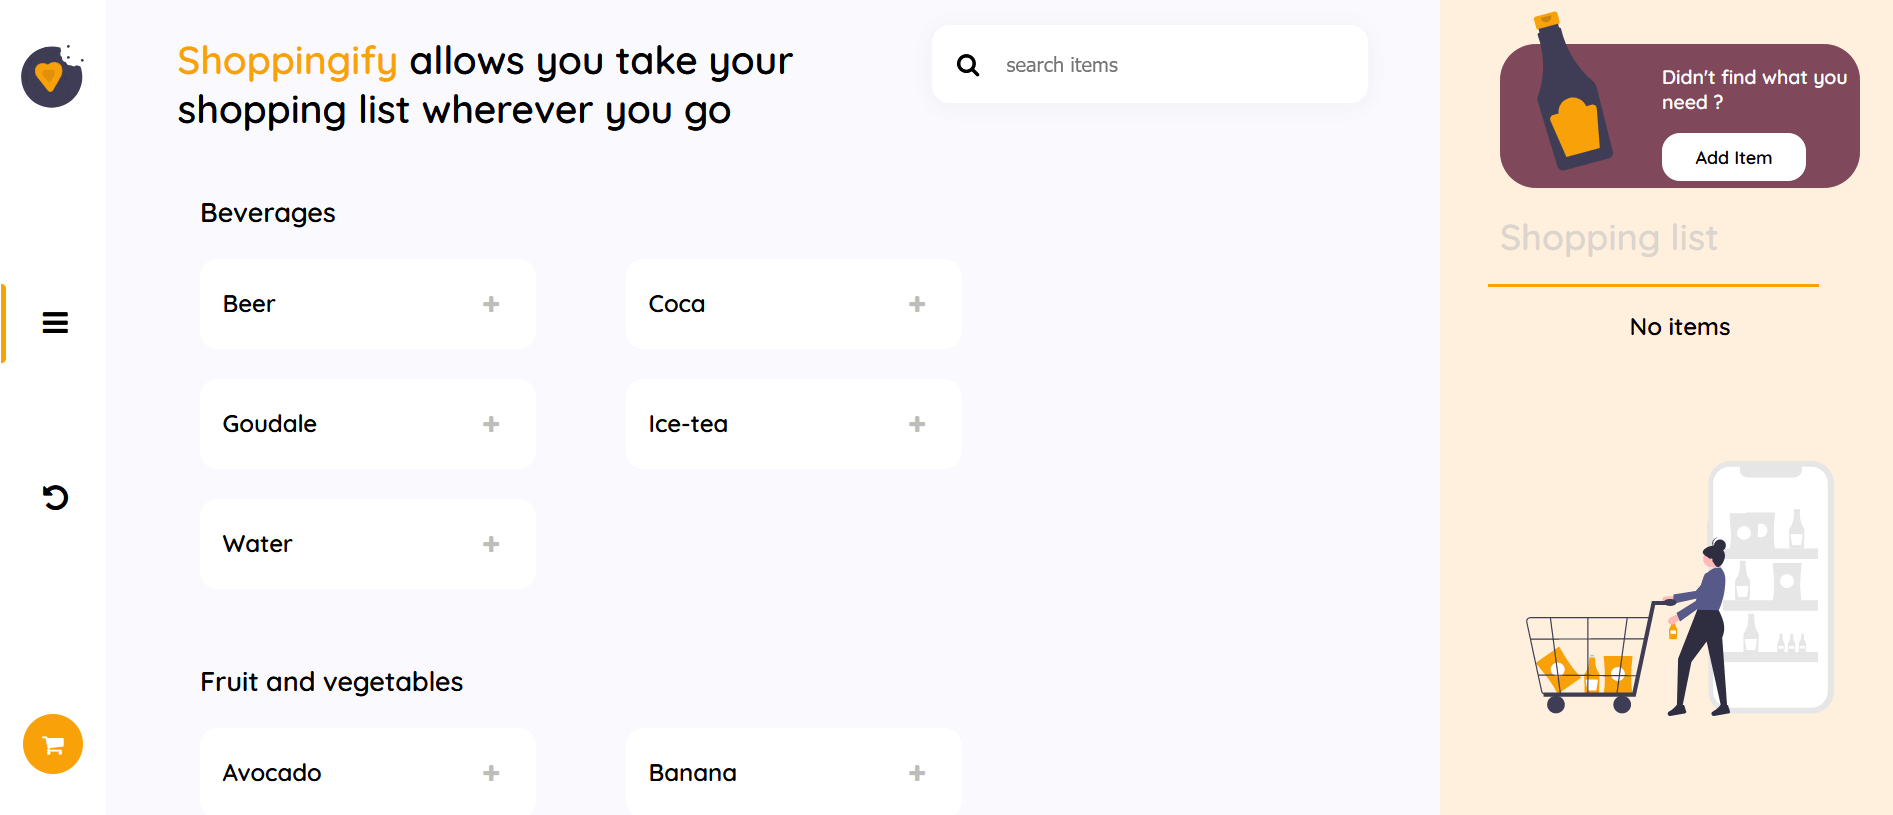 Shoppingify allows you take your
shopping list wherever you go
search items
Beverages
Beer
Coca
Goudale
Ice-tea
Water
Fruit and vegetables
Avocado
Banana
Didn't find what you
need ?
Add Item
Shopping list
No items